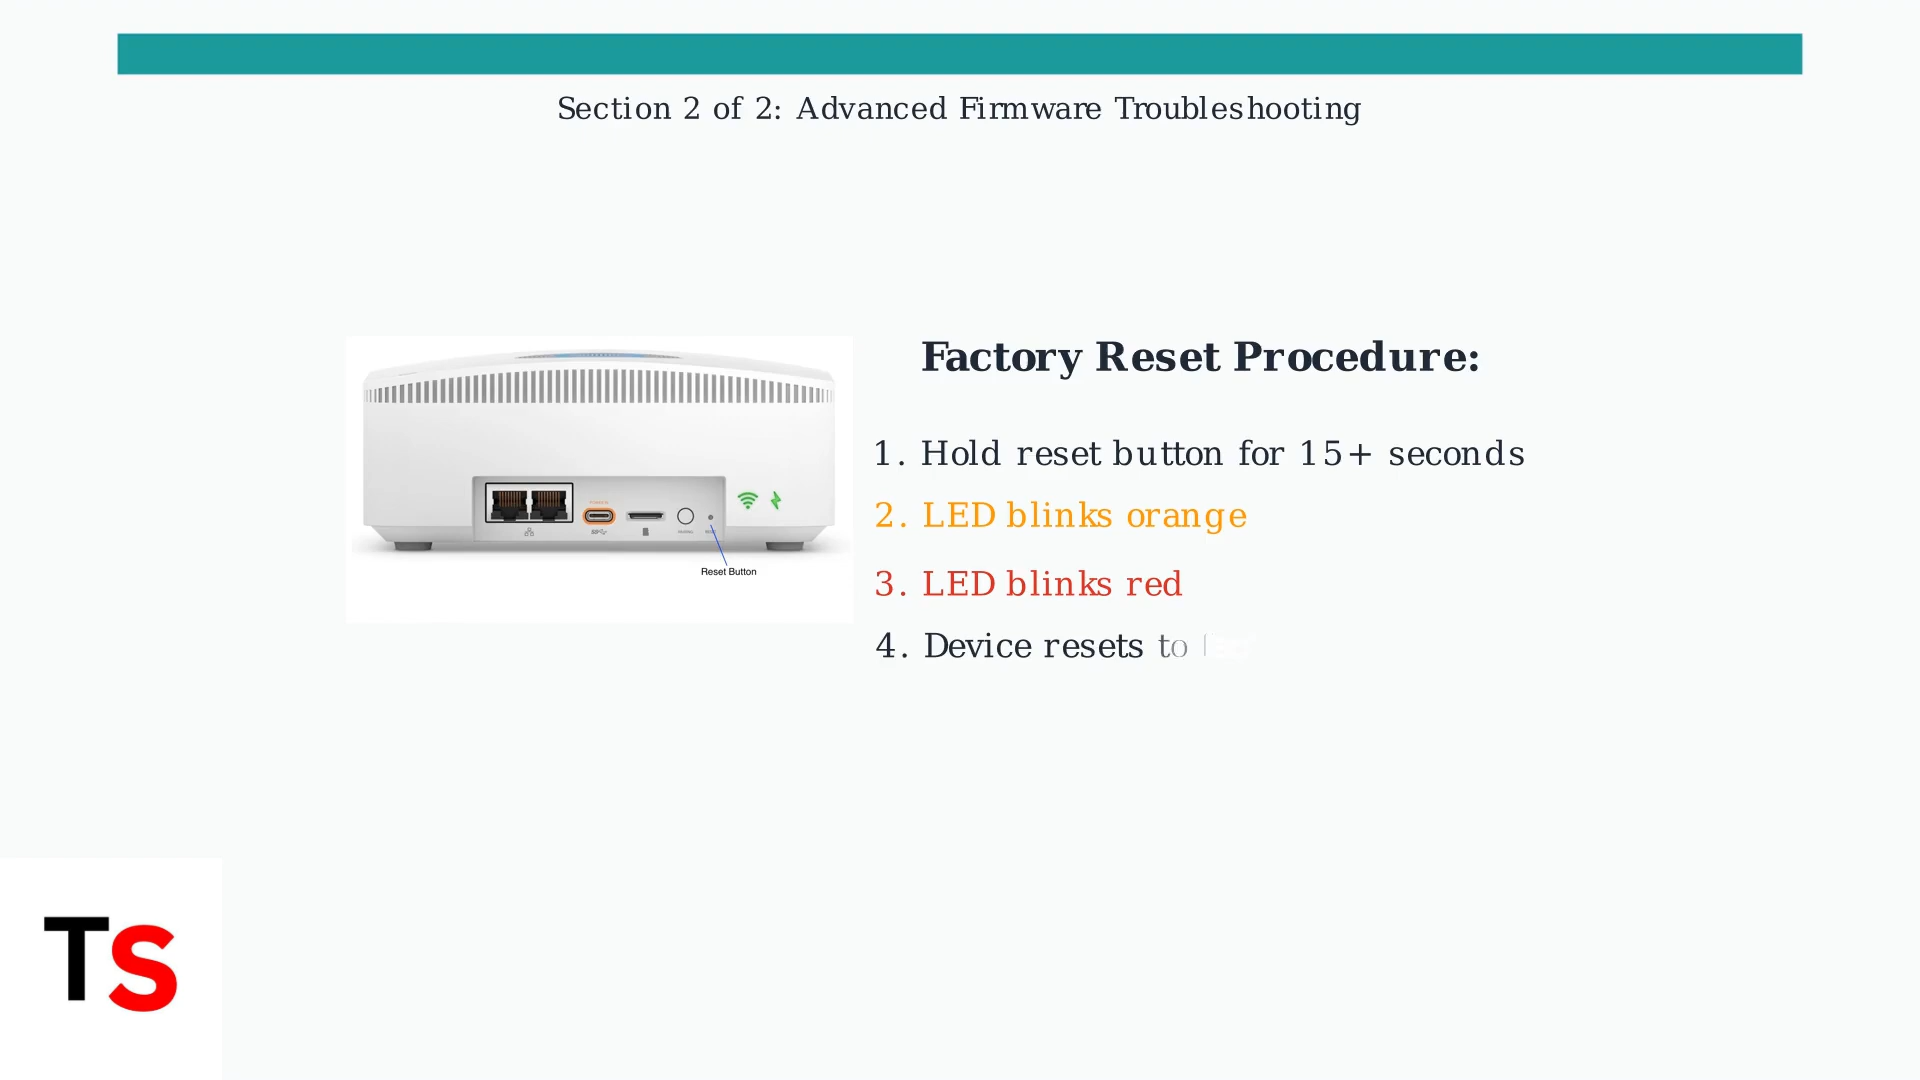 Section 2 of 2: Advanced Firmware Troubleshooting
Factory Reset Procedure:
1. Hold reset button for 15+ seconds
2. LED blinks orange
3. LED blinks red
4. Device resets to
Reset Button
TS